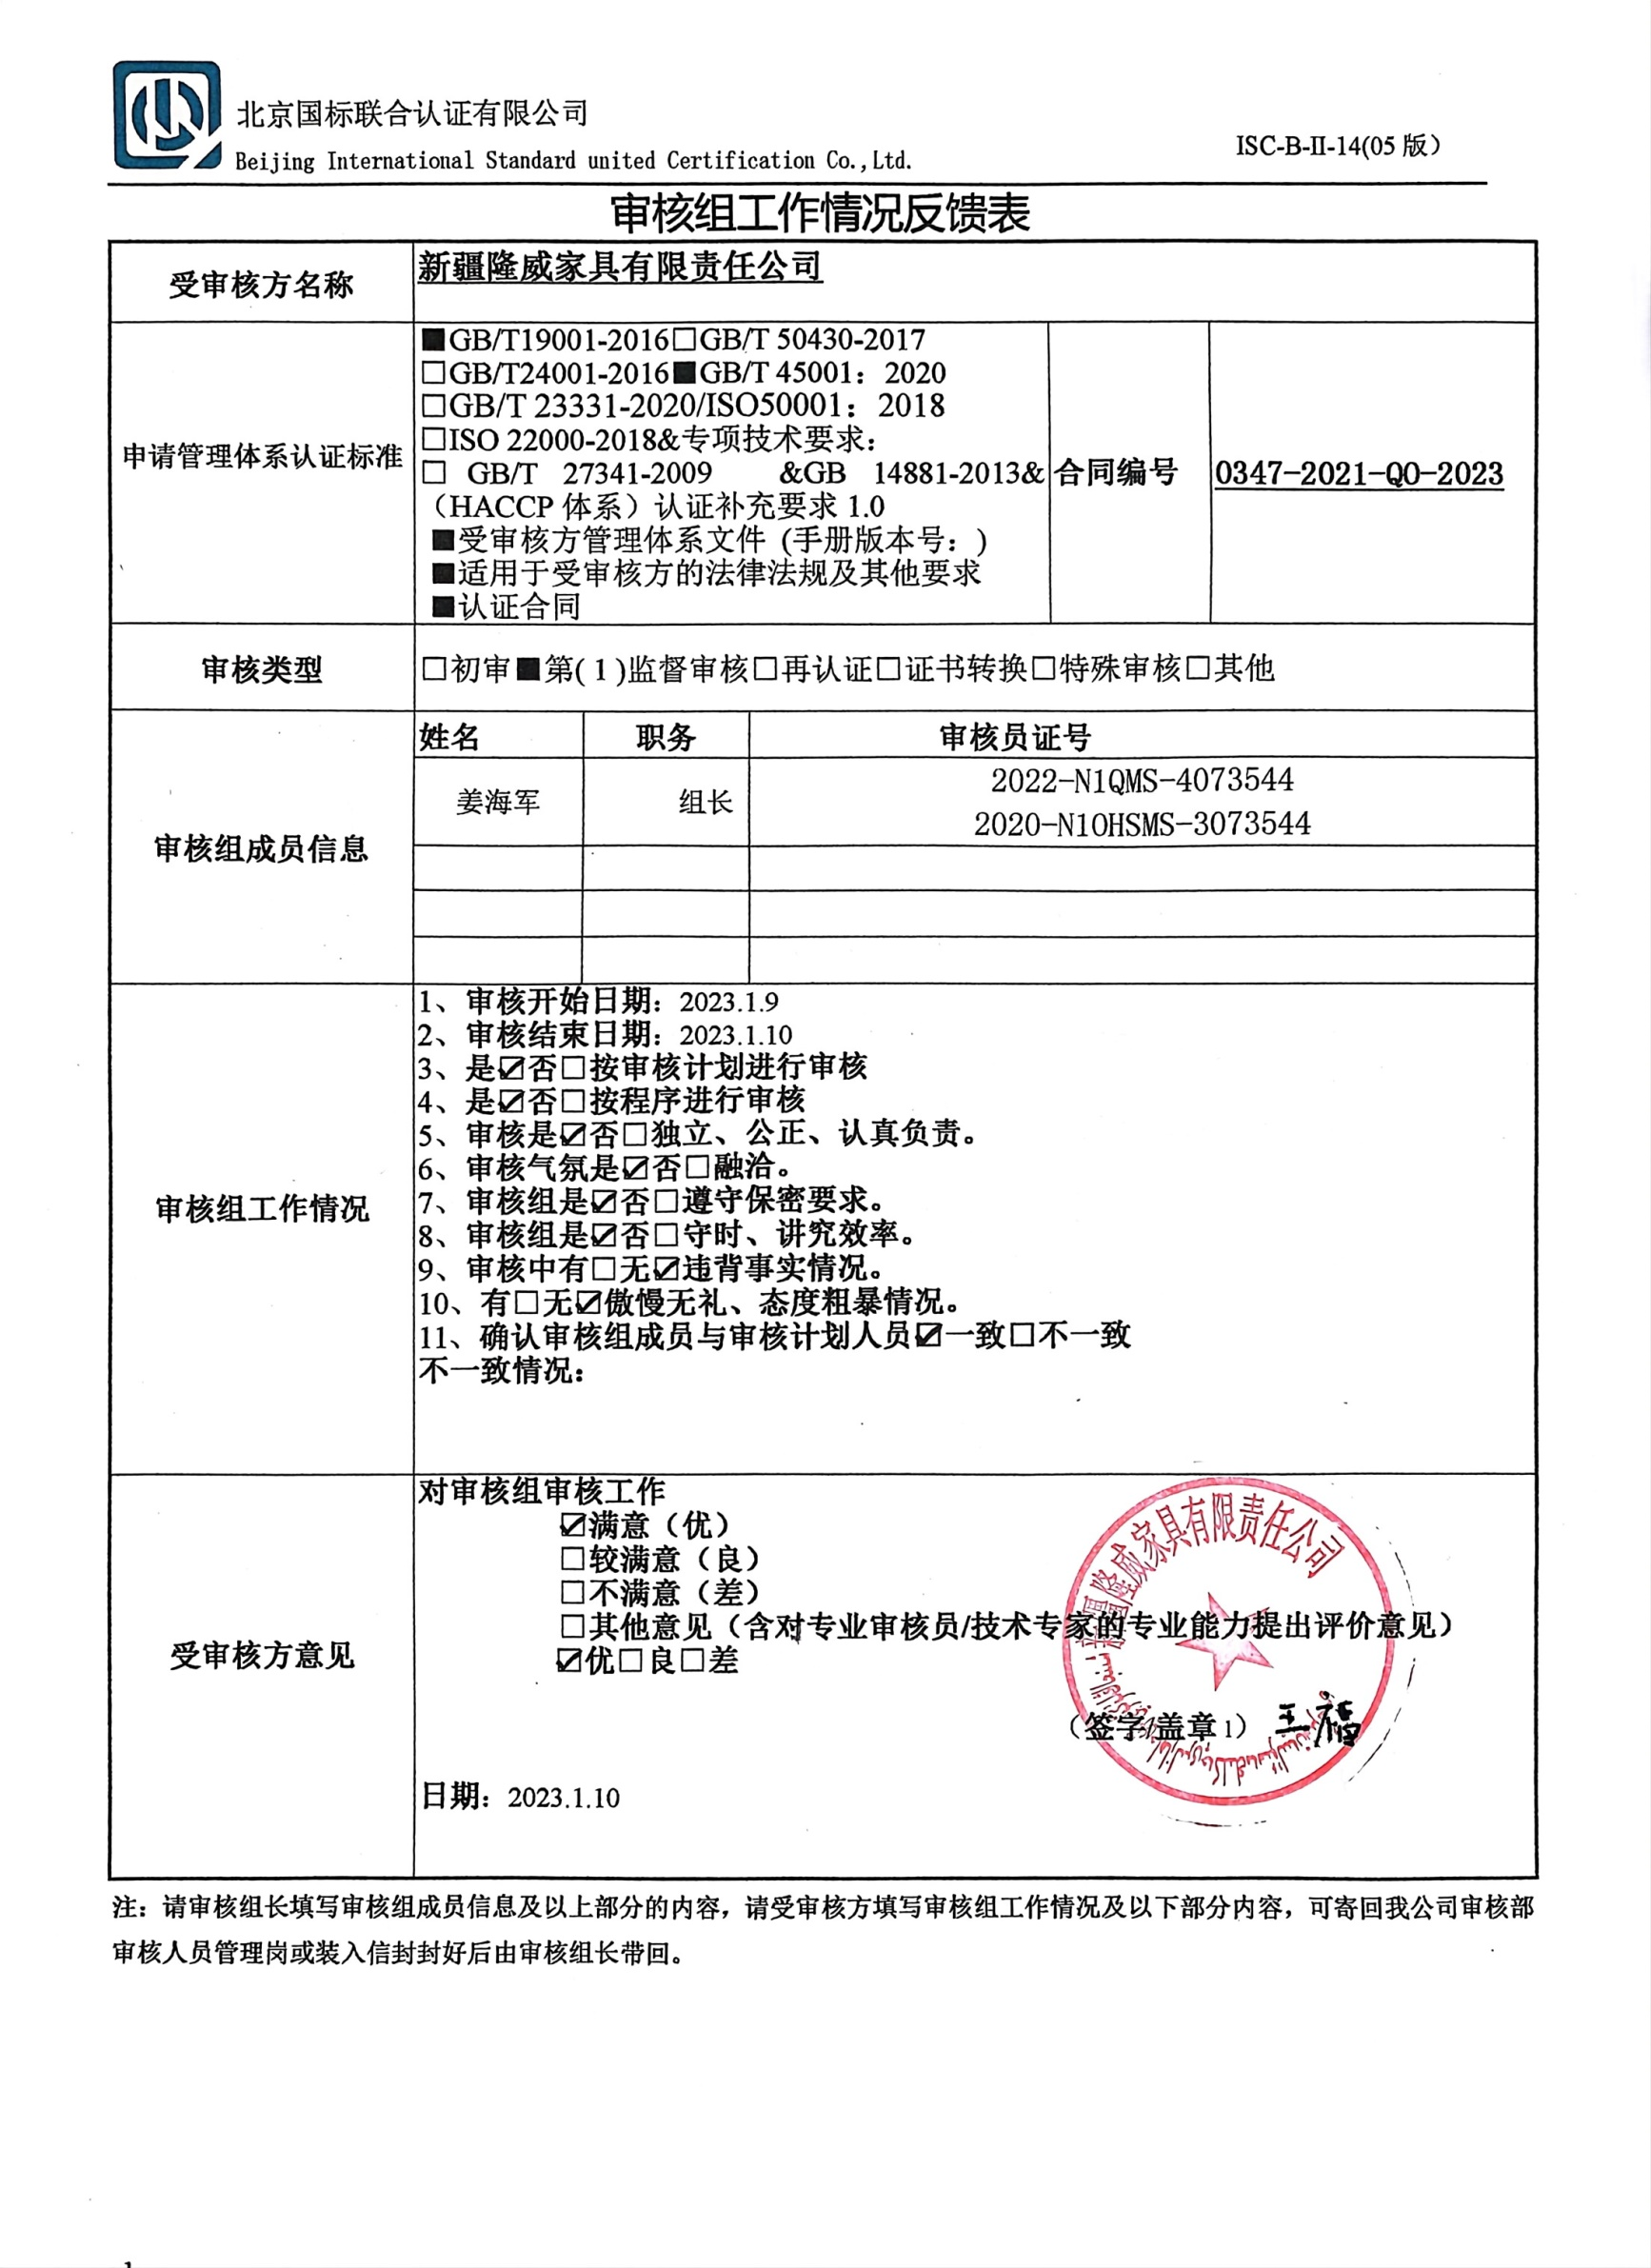 北京国标联合认证有限公司
Beijing International Standard united Certification Co.,Ltd.
ISC-B-II-14(05 版）
审核组工作情况反馈表
受审核方名称
新疆隆威家具有限责任公司
申请管理体系认证标准
■GB/T19001-2016□GB/T 50430-2017
□GB/T24001-2016■GB/T 45001：2020
□GB/T 23331-2020/ISO50001：2018
□ISO 22000-2018&专项技术要求：
□ GB/T 27341-2009 &GB 14881-2013&
（HACCP 体系）认证补充要求 1.0
■受审核方管理体系文件 (手册版本号：)
■适用于受审核方的法律法规及其他要求
■认证合同
合同编号
0347-2021-QO-2023
审核类型
□初审■第( 1 )监督审核□再认证□证书转换□特殊审核□其他
审核组成员信息
姓名 职务 审核员证号
姜海军 组长
2022-N1QMS-4073544
2020-N1OHSMS-3073544
审核组工作情况
1、审核开始日期：2023.1.9
2、审核结束日期：2023.1.10
3、是☑否□按审核计划进行审核
4、是☑否□按程序进行审核
5、审核是☑否□独立、公正、认真负责。
6、审核气氛是☑否□融洽。
7、审核组是☑否□遵守保密要求。
8、审核组是☑否□守时、讲究效率。
9、审核中有□无☑违背事实情况。
10、有□无☑傲慢无礼、态度粗暴情况。
11、确认审核组成员与审核计划人员☑一致□不一致
不一致情况：
受审核方意见
对审核组审核工作
☑满意（优）
□较满意（良）
□不满意（差）
□其他意见（含对专业审核员/技术专家的专业能力提出评价意见）
☑优□良□差
新疆隆威家具有限责任公司
（签字/盖章1） 王福
日期：2023.1.10
注：请审核组长填写审核组成员信息及以上部分的内容，请受审核方填写审核组工作情况及以下部分内容，可寄回我公司审核部
审核人员管理岗或装入信封封好后由审核组长带回。